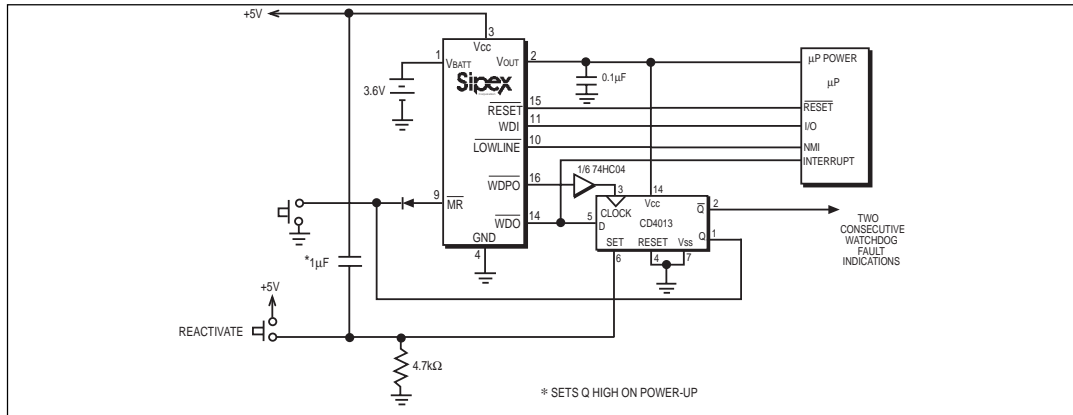 +5V
3
Vcc
1
VBATT
VOUT
2
3.6V
Sipex
0.1µF
µP POWER
µP
RESET
15
RESET
WDI
11
I/O
LOWLINE
10
NMI
INTERRUPT
1/6 74HC04
WDPO
16
9
MR
3
14
CLOCK
Vcc
Q
2
WDO
14
5
D
CD4013
Q
1
GND
4
SET
RESET
Vss
6
4
7
TWO
CONSECUTIVE
WATCHDOG
FAULT
INDICATIONS
*1µF
+5V
REACTIVATE
4.7kΩ
* SETS Q HIGH ON POWER-UP